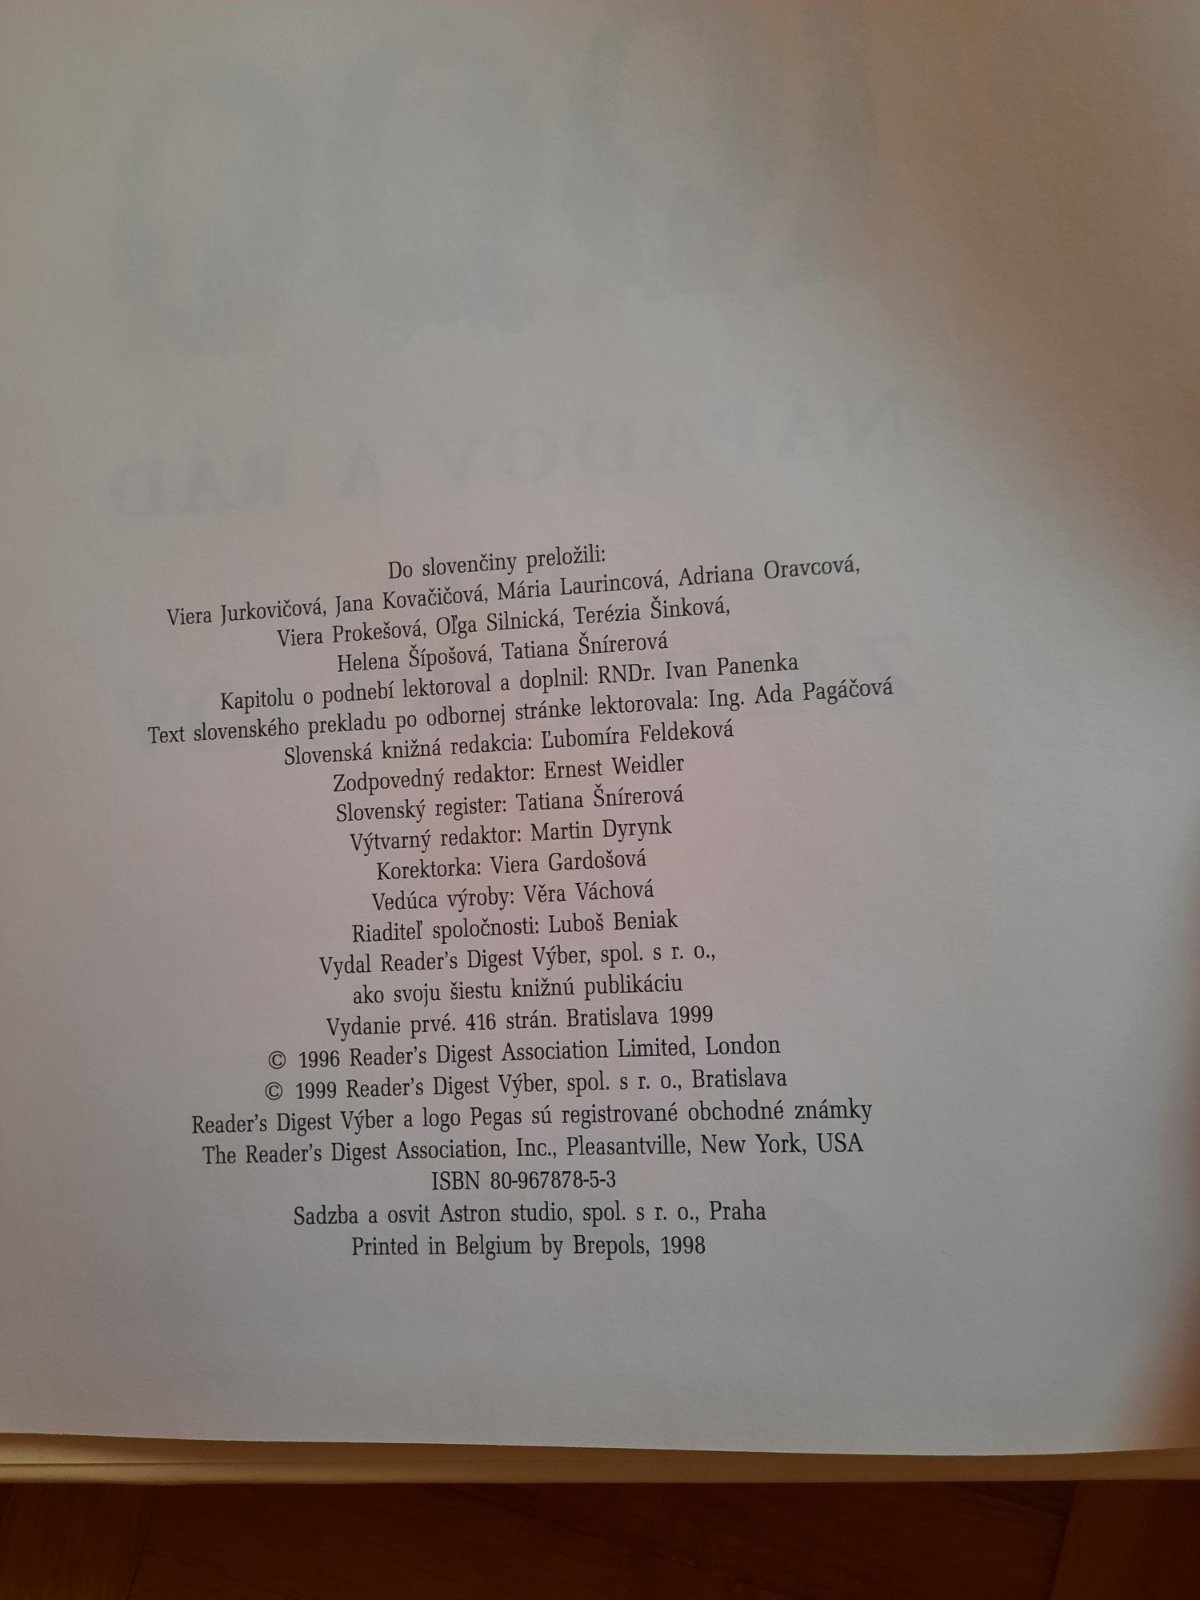 NÁPADOV A RÁD
Do slovenčiny preložili:
Viera Jurkovičová, Jana Kovačičová, Mária Laurincová, Adriana Oravcová,
Viera Prokešová, Oľga Silnická, Terézia Šinková,
Helena Šípošová, Tatiana Šnírerová
Kapitolu o podnebí lektoroval a doplnil: RNDr. Ivan Panenka
Text slovenského prekladu po odbornej stránke lektorovala: Ing. Ada Pagáčová
Slovenská knižná redakcia: Ľubomíra Feldeková
Zodpovedný redaktor: Ernest Weidler
Slovenský register: Tatiana Šnírerová
Výtvarný redaktor: Martin Dyrynk
Korektorka: Viera Gardošová
Vedúca výroby: Věra Váchová
Riaditeľ spoločnosti: Luboš Beniak
Vydal Reader's Digest Výber, spol. s r. o.,
ako svoju šiestu knižnú publikáciu
Vydanie prvé. 416 strán. Bratislava 1999
© 1996 Reader's Digest Association Limited, London
© 1999 Reader's Digest Výber, spol. s r. o., Bratislava
Reader's Digest Výber a logo Pegas sú registrované obchodné známky
The Reader's Digest Association, Inc., Pleasantville, New York, USA
ISBN 80-967878-5-3
Sadzba a osvit Astron studio, spol. s r. o., Praha
Printed in Belgium by Brepols, 1998